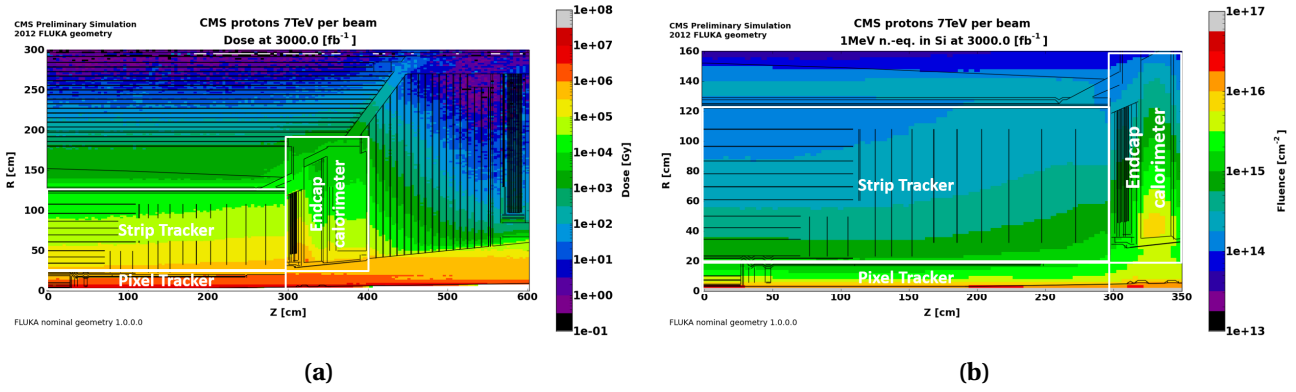 CMS Preliminary Simulation
2012 FLUKA geometry
CMS protons 7TeV per beam
Dose at 3000.0 [fb⁻¹]
300
250
200
150
100
50
0
R [cm]
Strip Tracker
Pixel Tracker
Endcap
calorimeter
0
100
200
300
400
500
600
Z [cm]
1e+08
1e+07
1e+06
1e+05
1e+04
1e+03
1e+02
1e+01
1e+00
1e-01
Dose [Gy]
FLUKA nominal geometry 1.0.0.0
(a)
CMS Preliminary Simulation
2012 FLUKA geometry
CMS protons 7TeV per beam
1MeV n.-eq. in Si at 3000.0 [fb⁻¹]
160
140
120
100
80
60
40
20
0
R [cm]
Strip Tracker
Pixel Tracker
Endcap
calorimeter
0
50
100
150
200
250
300
350
Z [cm]
1e+17
1e+16
1e+15
1e+14
1e+13
Fluence [cm⁻²]
FLUKA nominal geometry 1.0.0.0
(b)